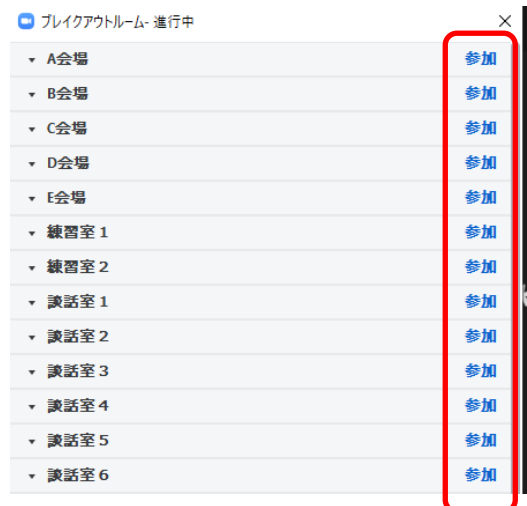 ブレイクアウトルーム- 進行中
A会場 参加
B会場 参加
C会場 参加
D会場 参加
E会場 参加
練習室 1 参加
練習室 2 参加
談話室 1 参加
談話室 2 参加
談話室 3 参加
談話室 4 参加
談話室 5 参加
談話室 6 参加